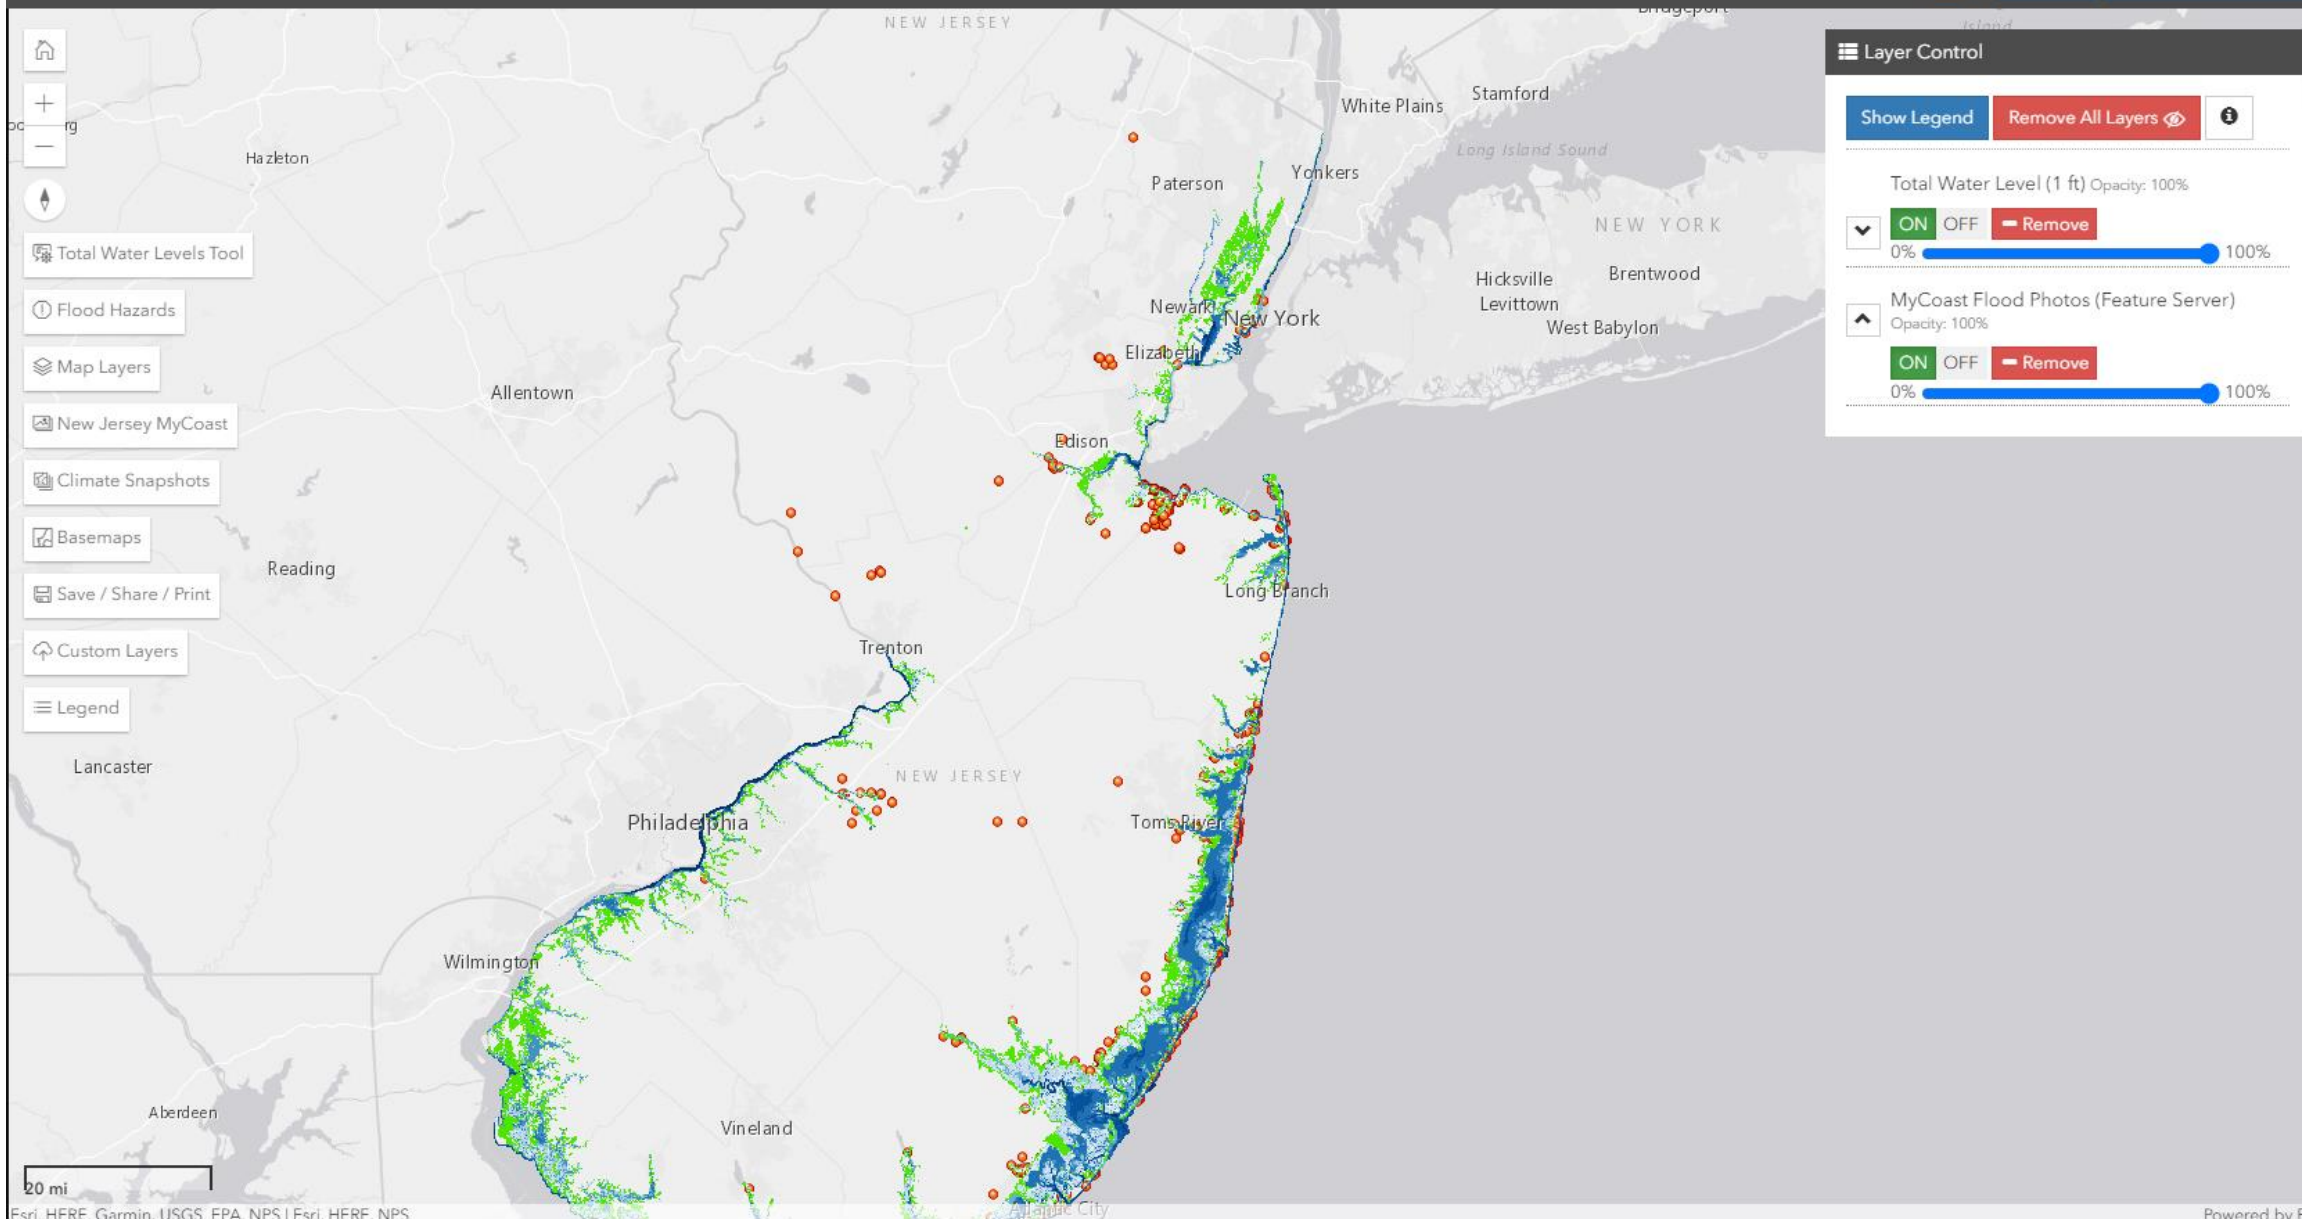 NEW JERSEY
Bridgeport
Island
Layer Control
Show Legend
Remove All Layers
White Plains
Stamford
rg
Hazleton
Long Island Sound
Paterson
Yonkers
Total Water Level (1 ft) Opacity: 100%
ON OFF Remove
0% 100%
NEW YORK
Total Water Levels Tool
Hicksville
Brentwood
Levittown
MyCoast Flood Photos (Feature Server)
Opacity: 100%
ON OFF Remove
0% 100%
Flood Hazards
Newark
New York
West Babylon
Elizabeth
Map Layers
Allentown
New Jersey MyCoast
Edison
Climate Snapshots
Basemaps
Reading
Save / Share / Print
Long Branch
Trenton
Custom Layers
Legend
Lancaster
NEW JERSEY
Philadelphia
Toms River
Wilmington
Aberdeen
Vineland
20 mi
Atlantic City
Esri, HERE, Garmin, USGS, EPA, NPS | Esri, HERE, NPS
Powered by